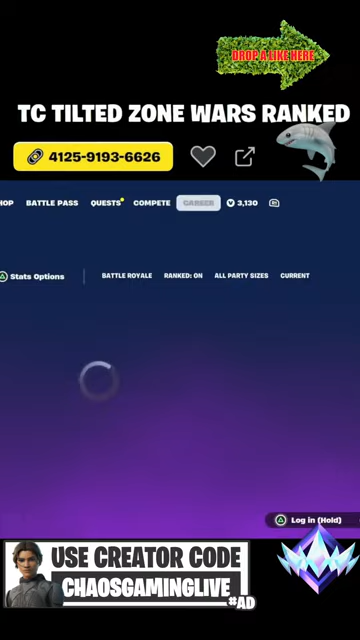 DROP A LIKE HERE
TC TILTED ZONE WARS RANKED
4125-9193-6626
HOP BATTLE PASS QUESTS COMPETE CAREER 3,130
Stats Options BATTLE ROYALE RANKED: ON ALL PARTY SIZES CURRENT
Log in (Hold)
USE CREATOR CODE
CHAOSGAMINGLIVE
#AD